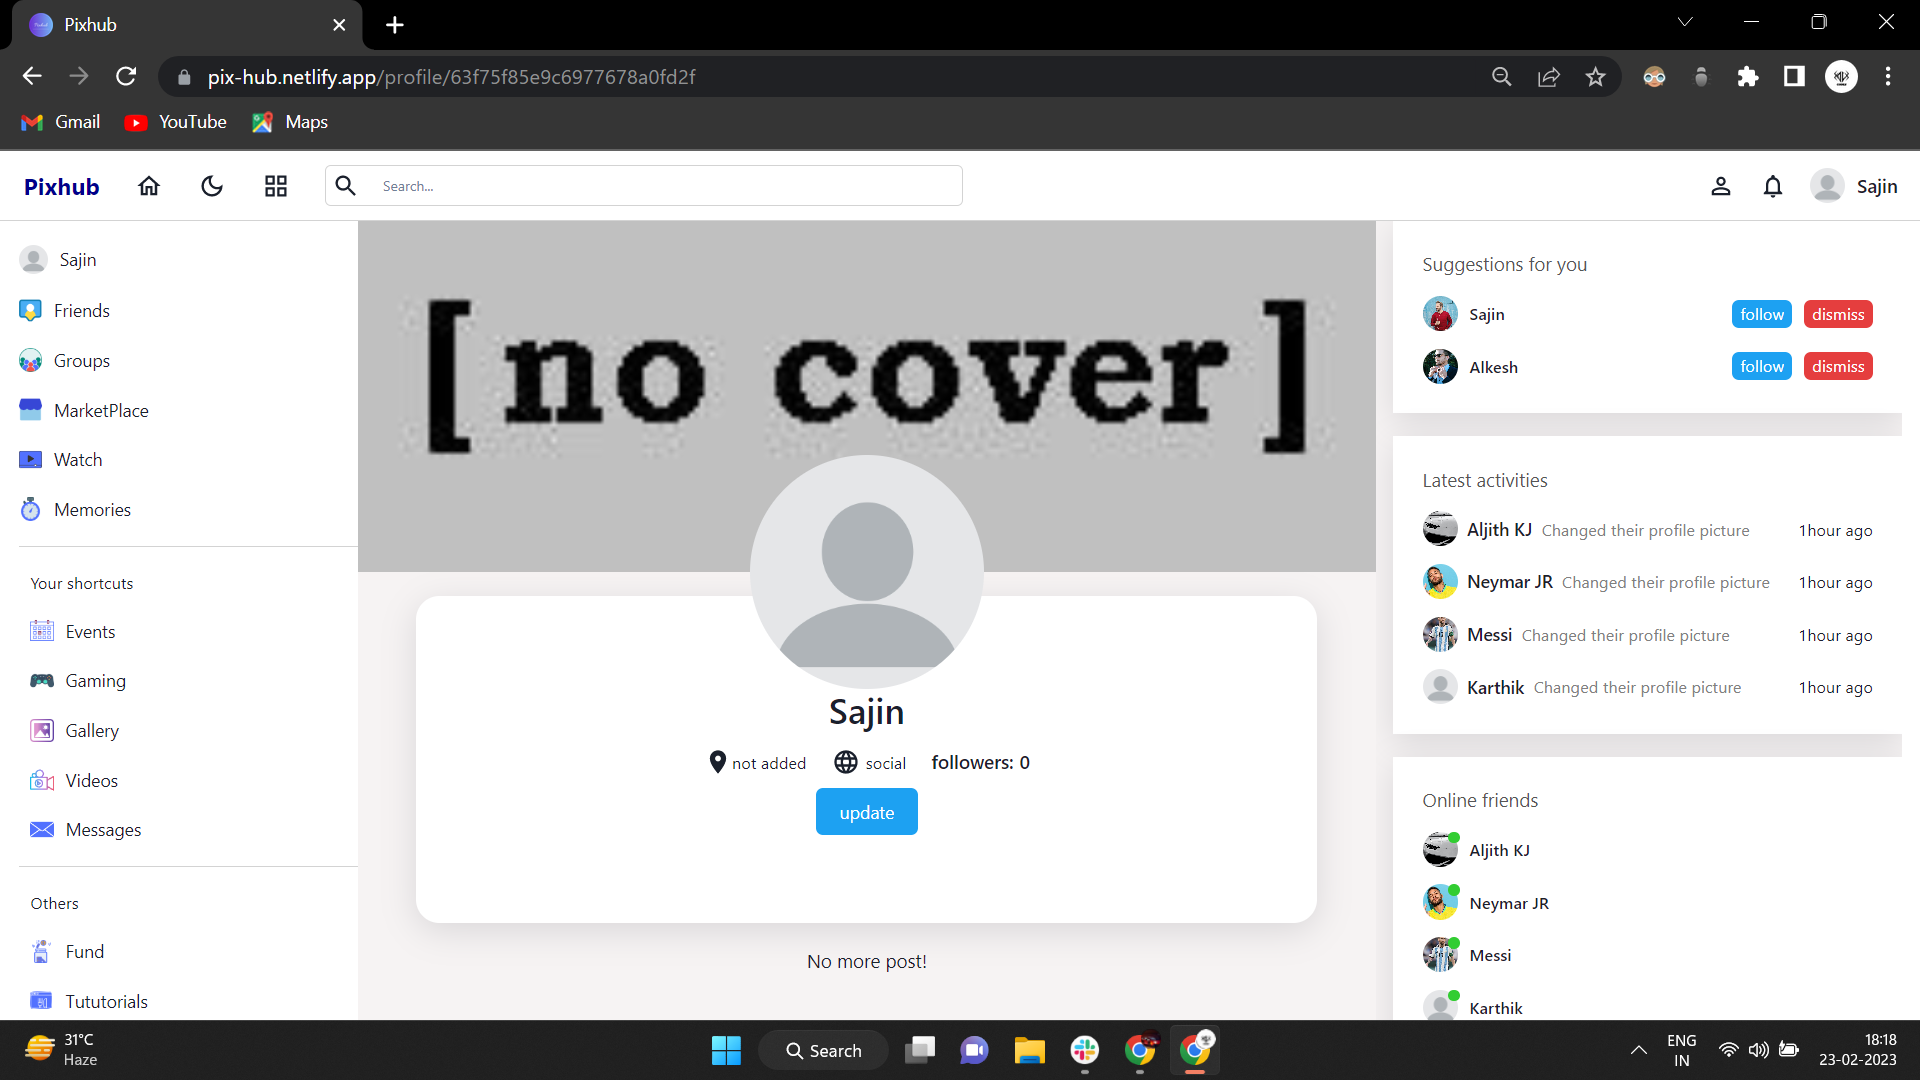 Pixhub
pix-hub.netlify.app/profile/63f75f85e9c6977678a0fd2f
Gmail YouTube Maps
Pixhub Search... Sajin
Sajin
Friends
Groups
MarketPlace
Watch
Memories
Your shortcuts
Events
Gaming
Gallery
Videos
Messages
Others
Fund
Tututorials
[no cover]
Sajin
not added social followers: 0
update
No more post!
Suggestions for you
Sajin follow dismiss
Alkesh follow dismiss
Latest activities
Aljith KJ Changed their profile picture 1hour ago
Neymar JR Changed their profile picture 1hour ago
Messi Changed their profile picture 1hour ago
Karthik Changed their profile picture 1hour ago
Online friends
Aljith KJ
Neymar JR
Messi
Karthik
31°C
Haze
Search
ENG
IN
18:18
23-02-2023